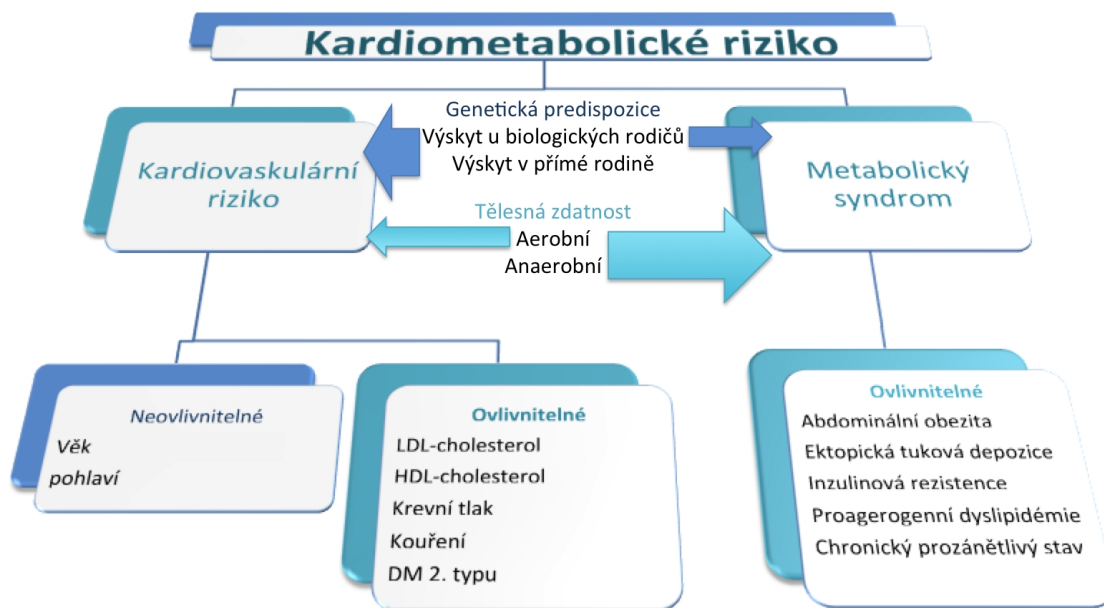 Kardiometabolické riziko
Genetická predispozice
Výskyt u biologických rodičů
Výskyt v přímé rodině
Kardiovaskulární
riziko
Metabolický
syndrom
Tělesná zdatnost
Aerobní
Anaerobní
Neovlivnitelné
Věk
pohlaví
Ovlivnitelné
LDL-cholesterol
HDL-cholesterol
Krevní tlak
Kouření
DM 2. typu
Ovlivnitelné
Abdominální obezita
Ektopická tuková depozice
Inzulinová rezistence
Proagerogenní dyslipidémie
Chronický prozánětlivý stav